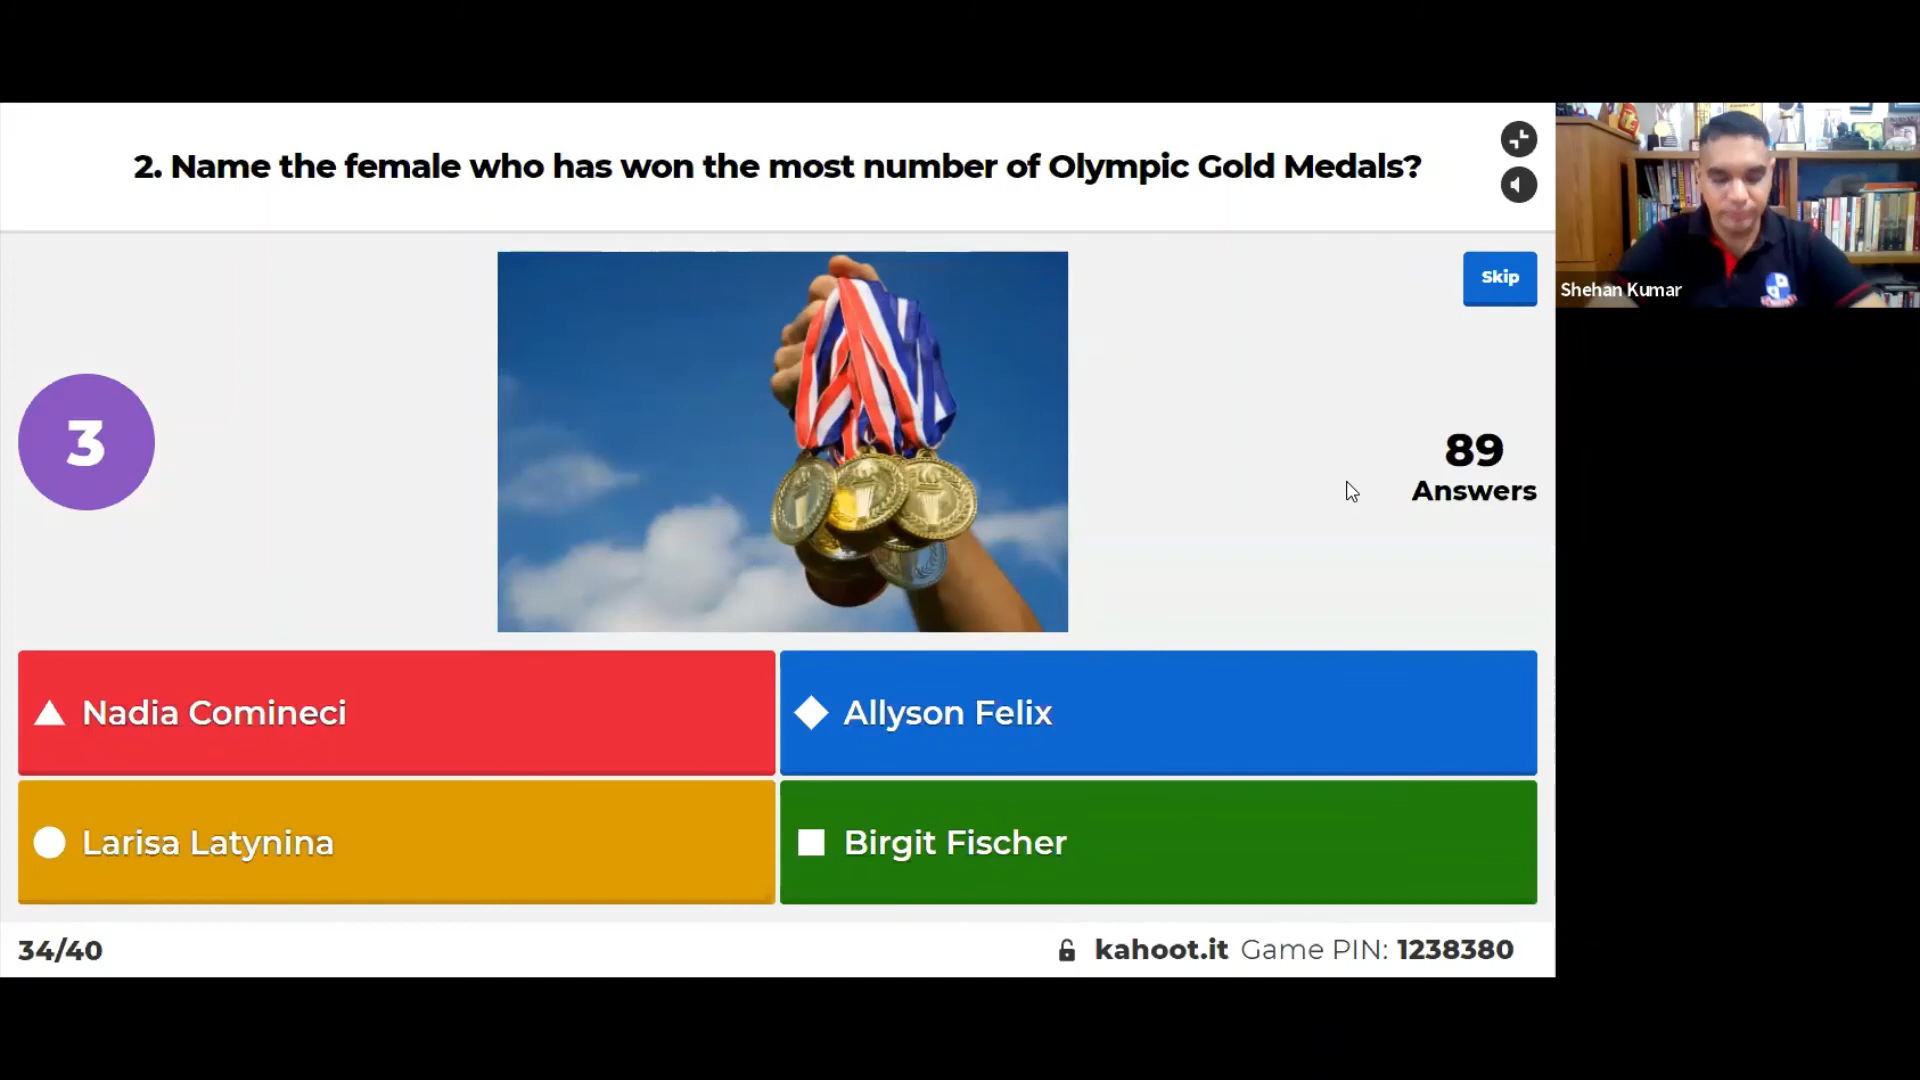 2. Name the female who has won the most number of Olympic Gold Medals?
Skip
Shehan Kumar
3
89
Answers
Nadia Comineci
Allyson Felix
Larisa Latynina
Birgit Fischer
34/40
kahoot.it Game PIN: 1238380